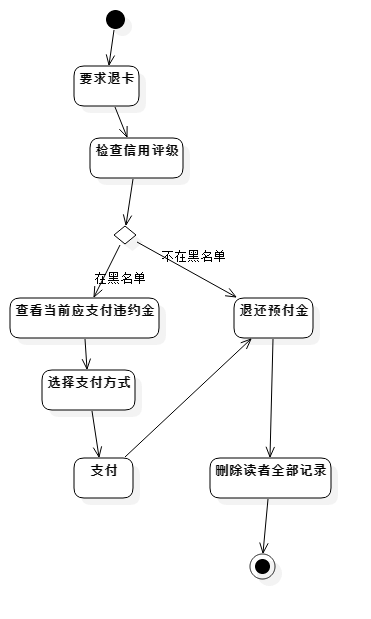 要求退卡
检查信用评级
不在黑名单
在黑名单
查看当前应支付违约金
退还预付金
选择支付方式
支付
删除读者全部记录